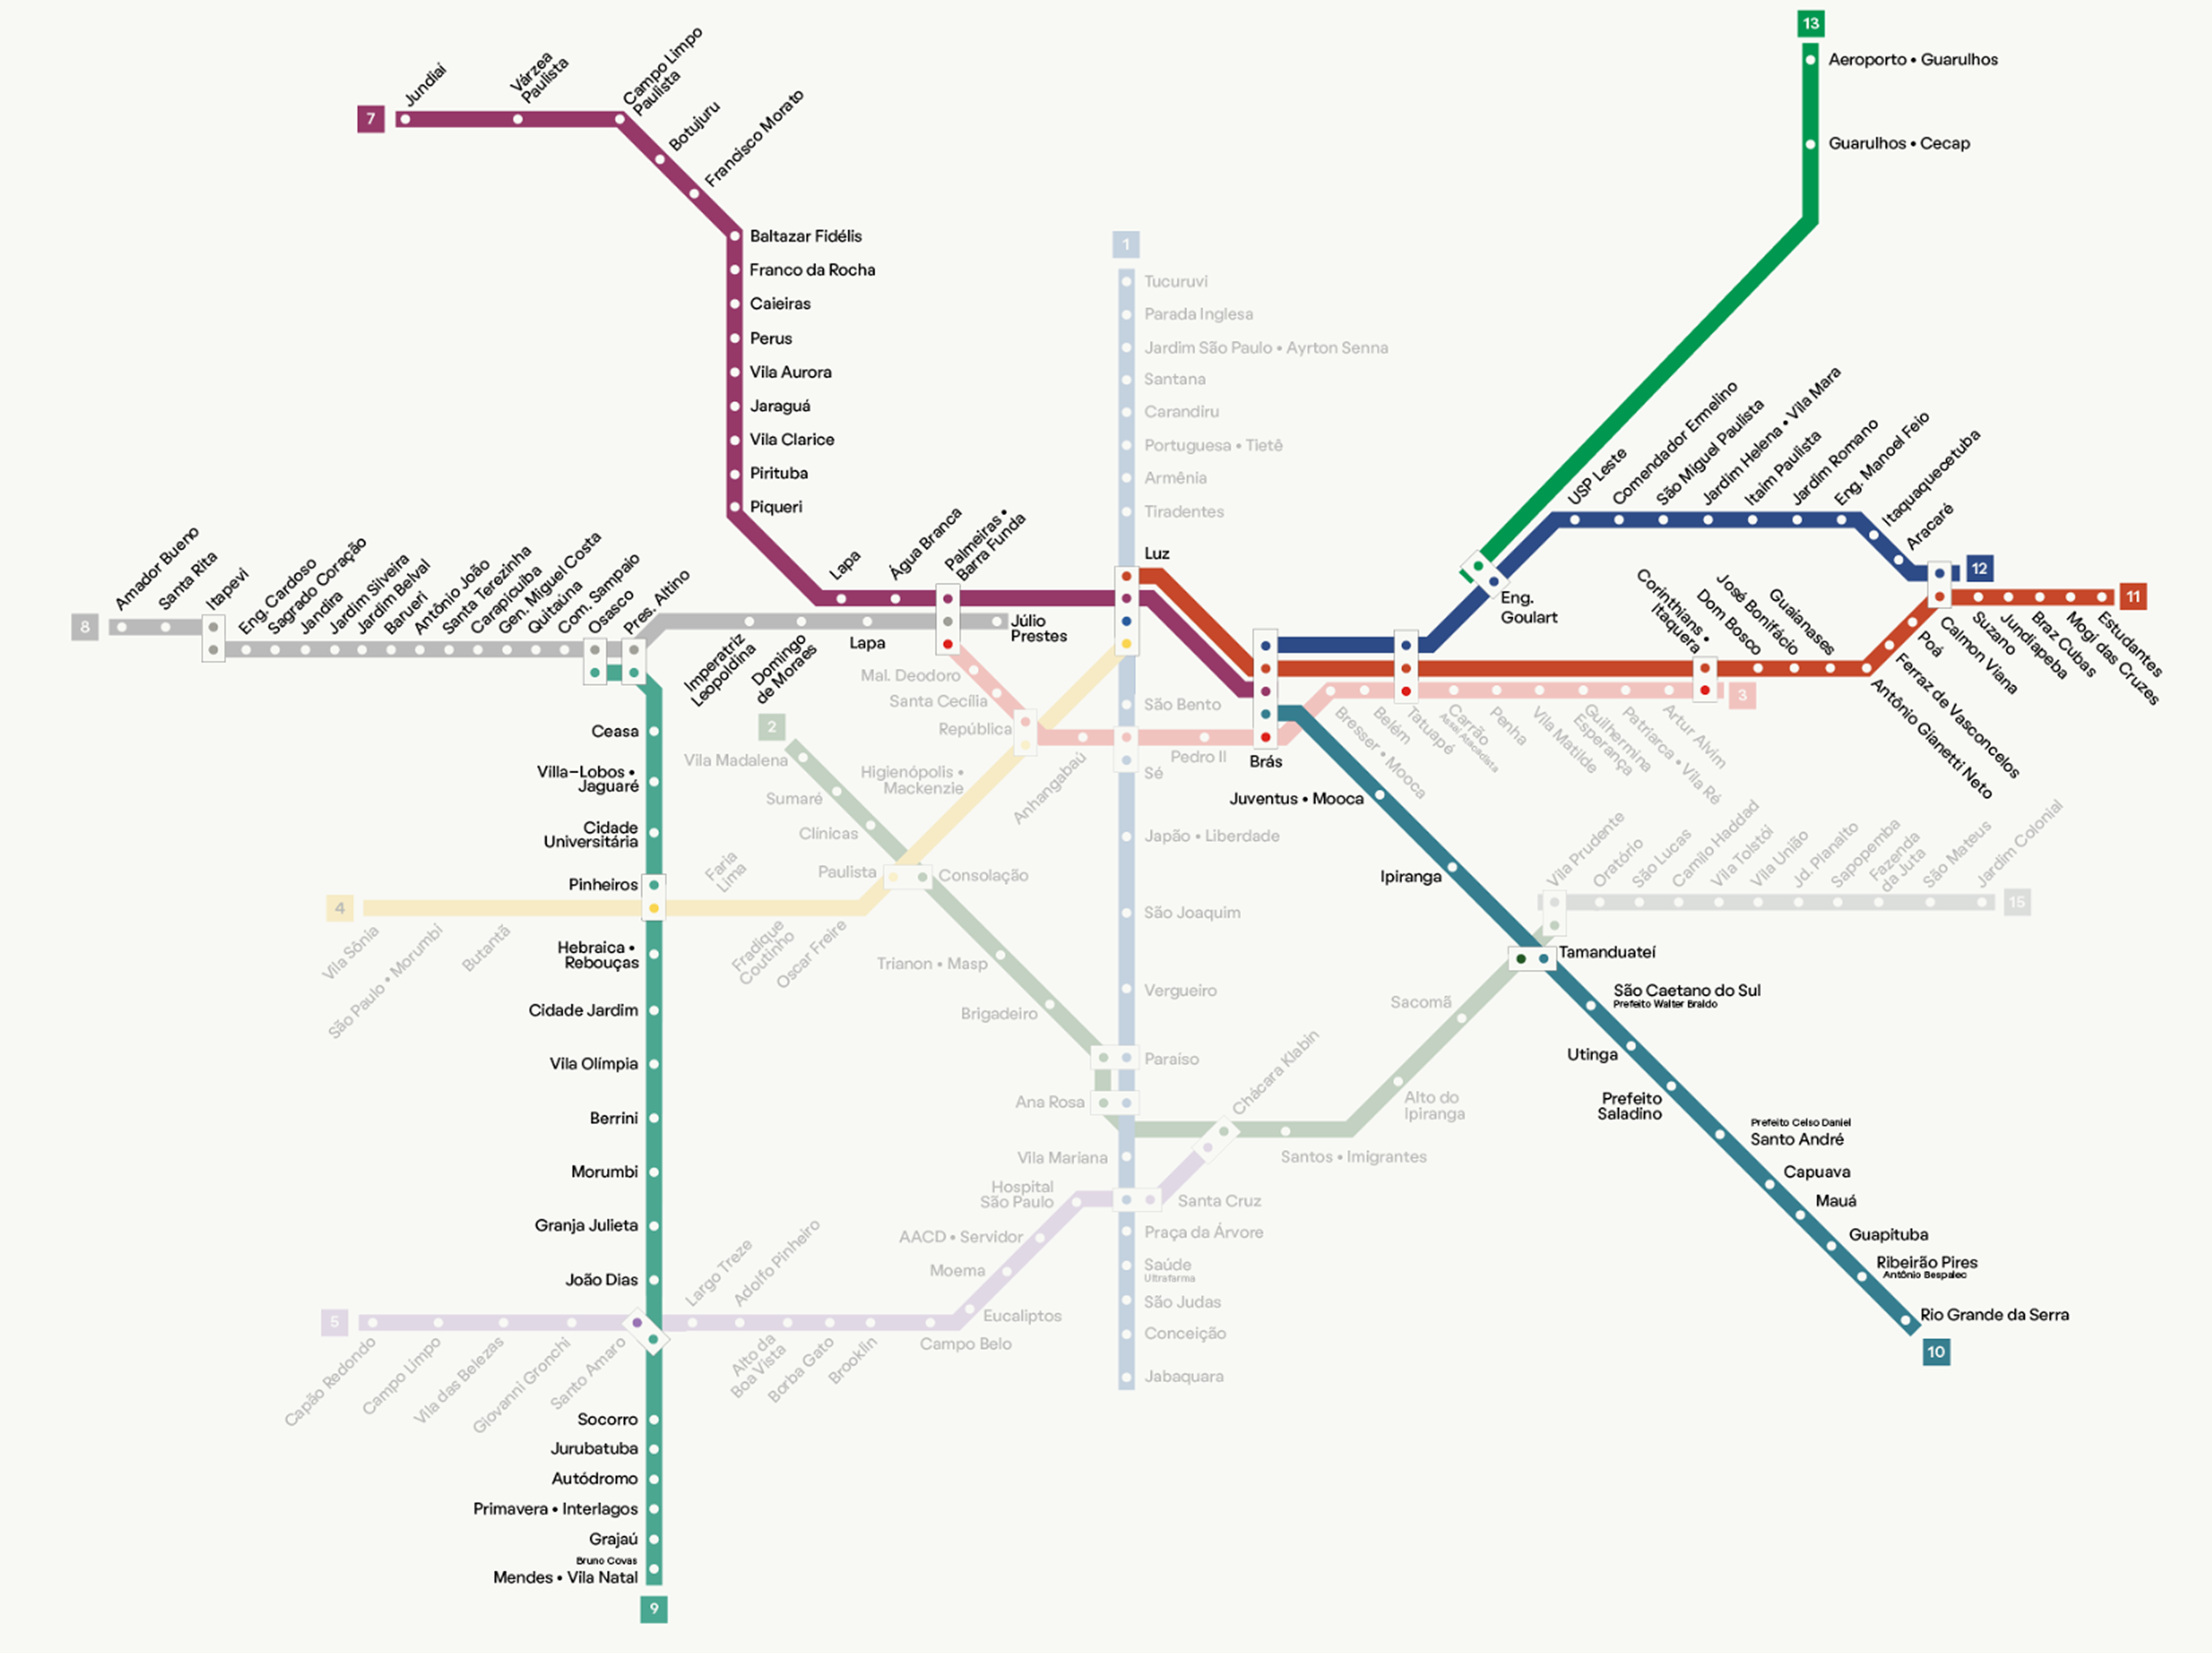 13
Aeroporto • Guarulhos
Guarulhos • Cecap
7
Jundiaí
Várzea
Paulista
Campo Limpo
Paulista
Botujuru
Francisco Morato
Baltazar Fidélis
Franco da Rocha
Caieiras
Perus
Vila Aurora
Jaraguá
Vila Clarice
Pirituba
Piqueri
Lapa
Água Branca
Palmeiras •
Barra Funda
Luz
1
Tucuruvi
Parada Inglesa
Jardim São Paulo • Ayrton Senna
Santana
Carandiru
Portuguesa • Tietê
Armênia
Tiradentes
São Bento
Sé
Japão • Liberdade
São Joaquim
Vergueiro
Paraíso
Ana Rosa
Vila Mariana
Santa Cruz
Praça da Árvore
Saúde
Ultrafarma
São Judas
Conceição
Jabaquara
8
Amador Bueno
Santa Rita
Itapevi
Eng. Cardoso
Sagrado Coração
Jandira
Jardim Silveira
Jardim Belval
Barueri
Antônio João
Santa Terezinha
Carapicuíba
Gen. Miguel Costa
Quitaúna
Com. Sampaio
Osasco
Pres. Altino
Imperatriz
Leopoldina
Domingo
de Moraes
Lapa
Júlio
Prestes
USP Leste
Comendador Ermelino
São Miguel Paulista
Jardim Helena • Vila Mara
Itaim Paulista
Jardim Romano
Eng. Manoel Feio
Itaquaquecetuba
Aracaré
12
Eng.
Goulart
11
Corinthians •
Itaquera
Dom Bosco
José Bonifácio
Guaianases
Antônio Gianetti Neto
Ferraz de Vasconcelos
Poá
Calmon Viana
Suzano
Jundiapeba
Braz Cubas
Mogi das Cruzes
Estudantes
3
Mal. Deodoro
Santa Cecília
República
Anhangabaú
Pedro II
Brás
Bresser • Mooca
Belém
Tatuapé
Carrão
Assaí Atacadista
Penha
Vila Matilde
Guilhermina
Esperança
Patriarca • Vila Ré
Artur Alvim
2
Vila Madalena
Sumaré
Clínicas
Consolação
Trianon • Masp
Brigadeiro
Chácara Klabin
Santos • Imigrantes
Alto do
Ipiranga
Sacomã
Tamanduateí
Higienópolis •
Mackenzie
Paulista
4
Vila Sônia
São Paulo • Morumbi
Butantã
Faria
Lima
Fradique
Coutinho
Oscar Freire
Ceasa
Villa-Lobos •
Jaguaré
Cidade
Universitária
Pinheiros
Hebraica •
Rebouças
Cidade Jardim
Vila Olímpia
Berrini
Morumbi
Granja Julieta
João Dias
Socorro
Jurubatuba
Autódromo
Primavera • Interlagos
Grajaú
Bruno Covas
Mendes • Vila Natal
9
5
Capão Redondo
Campo Limpo
Vila das Belezas
Giovanni Gronchi
Santo Amaro
Largo Treze
Adolfo Pinheiro
Alto da
Boa Vista
Borba Gato
Brooklin
Campo Belo
Eucaliptos
Moema
AACD • Servidor
Hospital
São Paulo
Juventus • Mooca
Ipiranga
São Caetano do Sul
Prefeito Walter Braido
Utinga
Prefeito
Saladino
Prefeito Celso Daniel
Santo André
Capuava
Mauá
Guapituba
Ribeirão Pires
Antônio Bespalec
Rio Grande da Serra
10
Vila Prudente
Oratório
São Lucas
Camilo Haddad
Vila Tolstói
Vila União
Jd. Planalto
Sapopemba
Fazenda
da Juta
São Mateus
Jardim Colonial
15